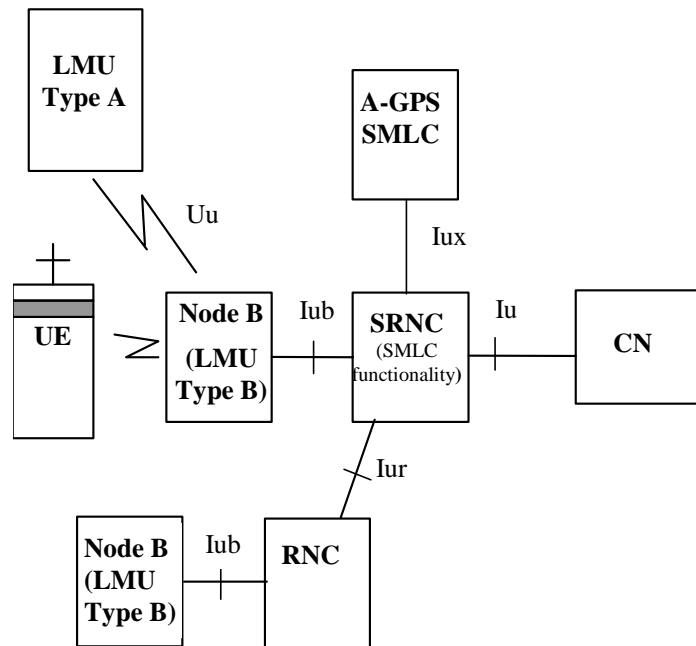 LMU
Type A
A-GPS
SMLC
Uu
Iux
UE
Node B
(LMU
Type B)
Iub
SRNC
(SMLC
functionality)
Iu
CN
Iur
Node B
(LMU
Type B)
Iub
RNC